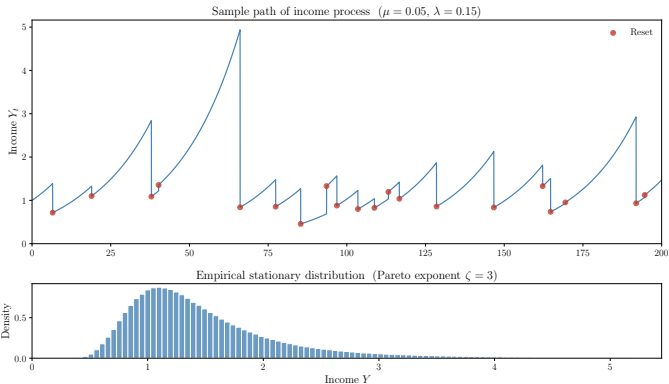 Sample path of income process (μ = 0.05, λ = 0.15)
5
4
3
2
1
0
Income Y_t
Reset
0 25 50 75 100 125 150 175 200
Empirical stationary distribution (Pareto exponent ζ = 3)
0.5
0.0
Density
0 1 2 3 4 5
Income Y